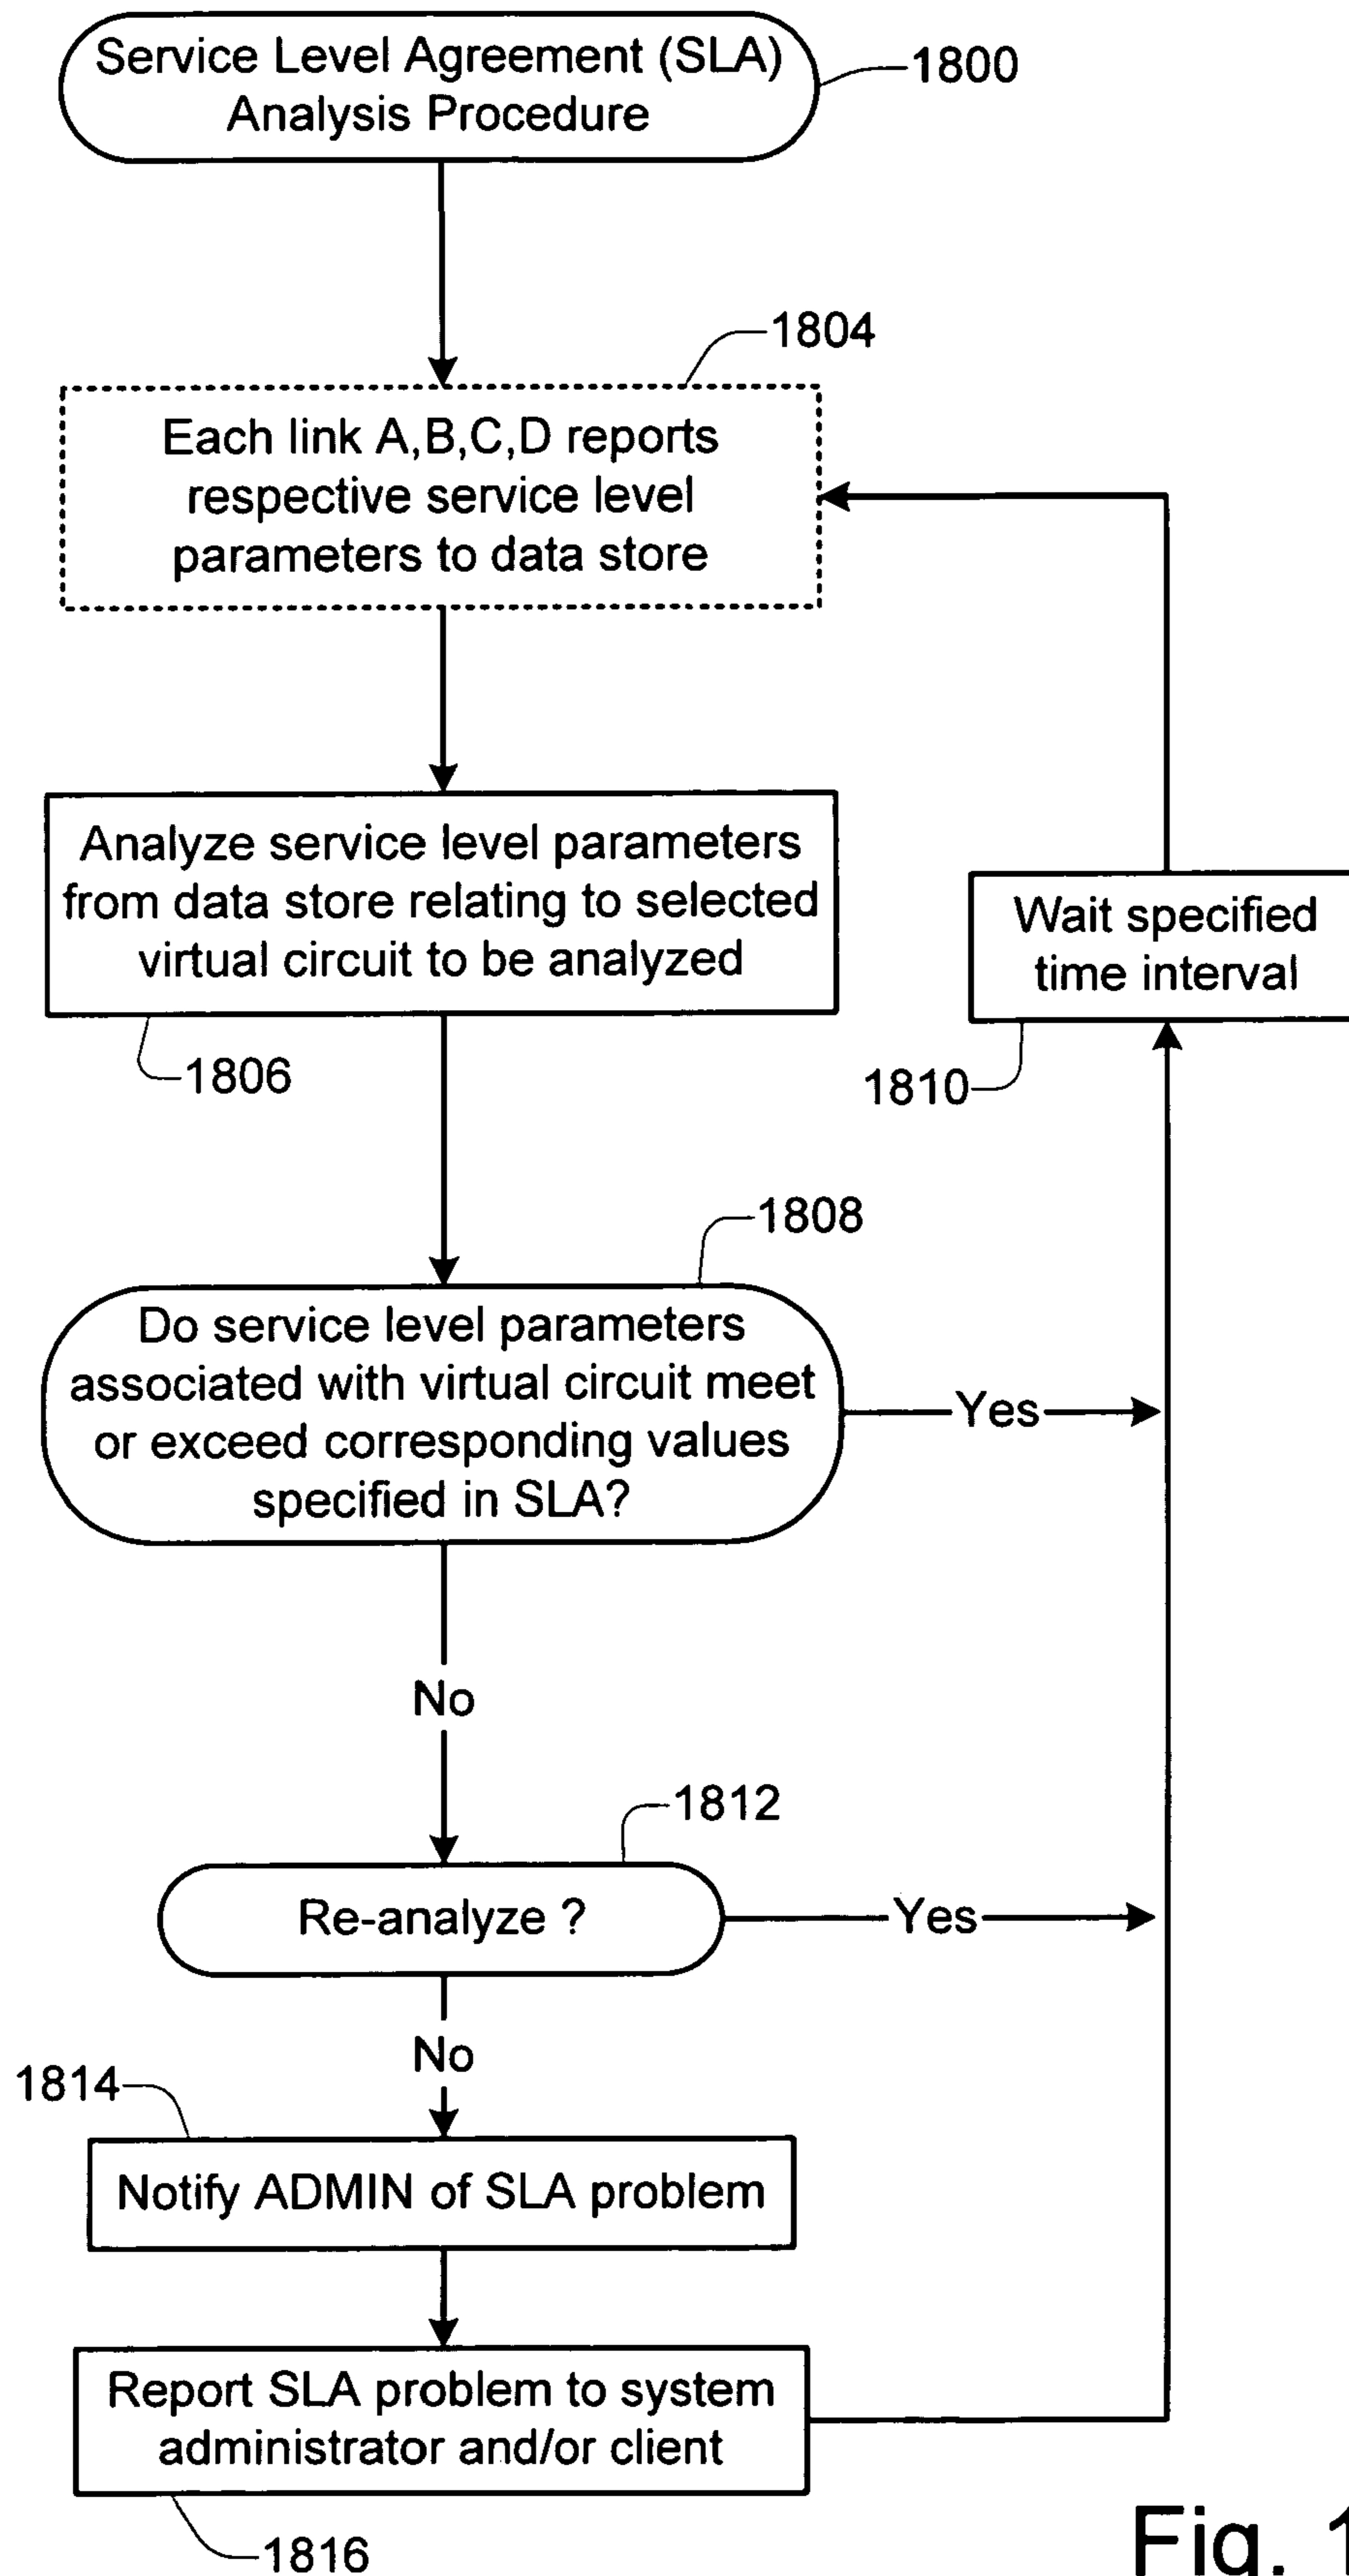 Service Level Agreement (SLA)
Analysis Procedure
1800
1804
Each link A,B,C,D reports
respective service level
parameters to data store
Analyze service level parameters
from data store relating to selected
virtual circuit to be analyzed
1806
Wait specified
time interval
1810
1808
Do service level parameters
associated with virtual circuit meet
or exceed corresponding values
specified in SLA?
Yes
No
1812
Re-analyze ?
Yes
No
1814
Notify ADMIN of SLA problem
Report SLA problem to system
administrator and/or client
1816
Fig. 1